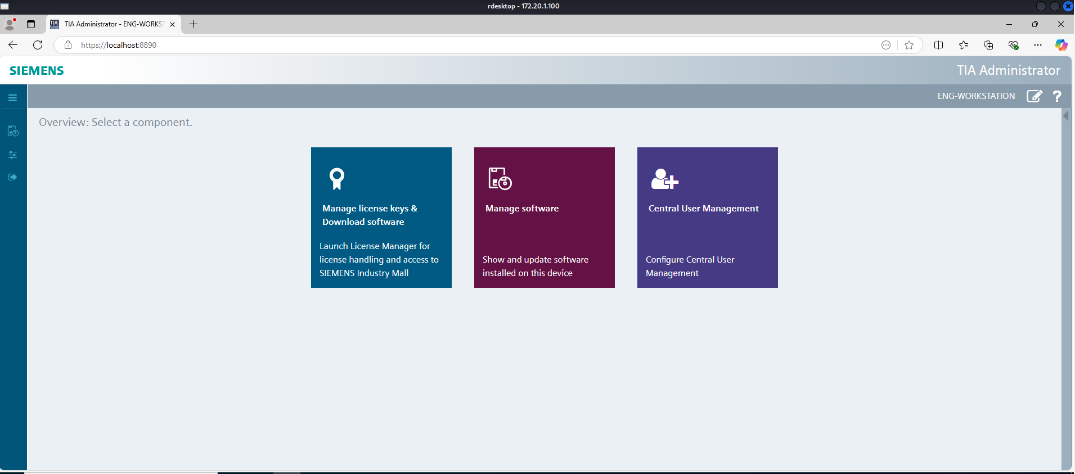 rdesktop - 172.20.1.100
TIA Administrator - ENG-WORKST
https://localhost:8890
SIEMENS
TIA Administrator
ENG-WORKSTATION
Overview: Select a component.
Manage license keys &
Download software
Launch License Manager for
license handling and access to
SIEMENS Industry Mall
Manage software
Show and update software
installed on this device
Central User Management
Configure Central User
Management